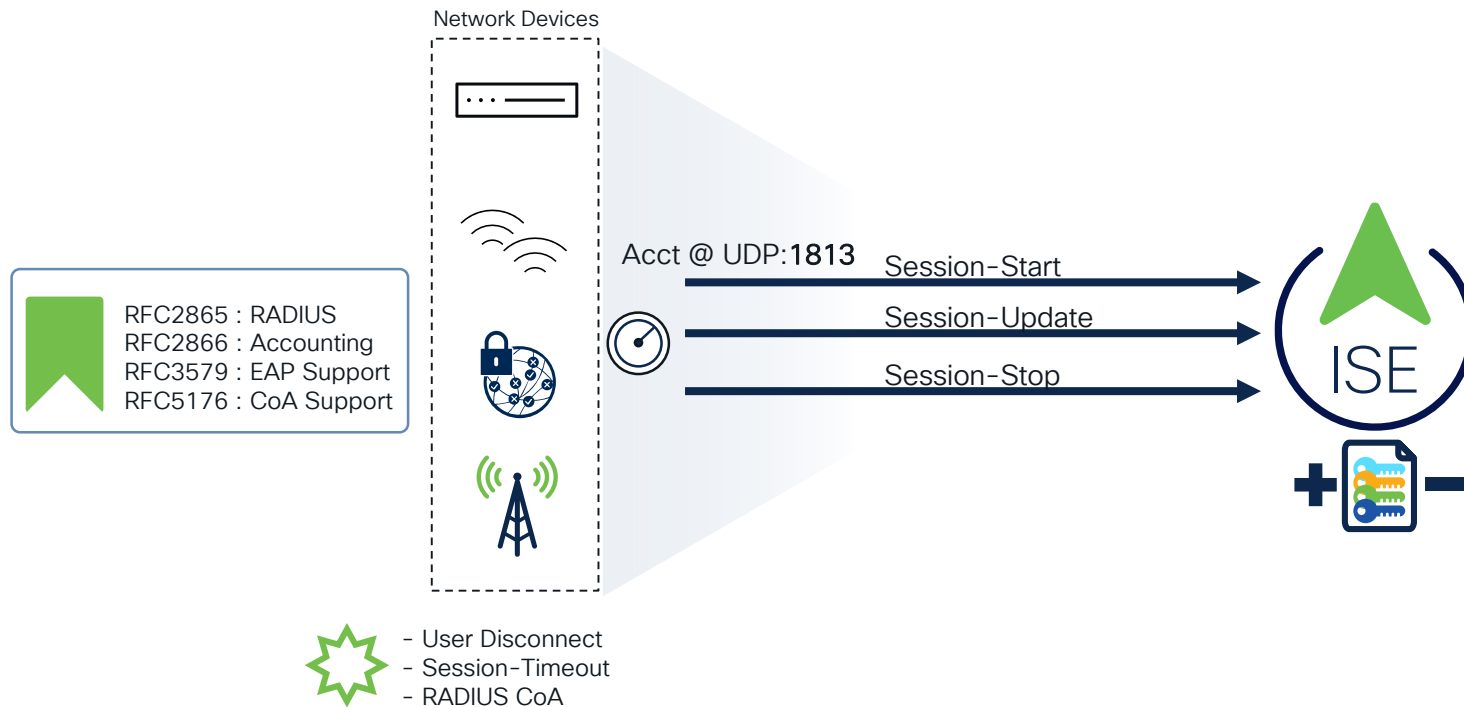 Network Devices
Acct @ UDP:1813
Session-Start
Session-Update
Session-Stop
ISE
RFC2865 : RADIUS
RFC2866 : Accounting
RFC3579 : EAP Support
RFC5176 : CoA Support
- User Disconnect
- Session-Timeout
- RADIUS CoA